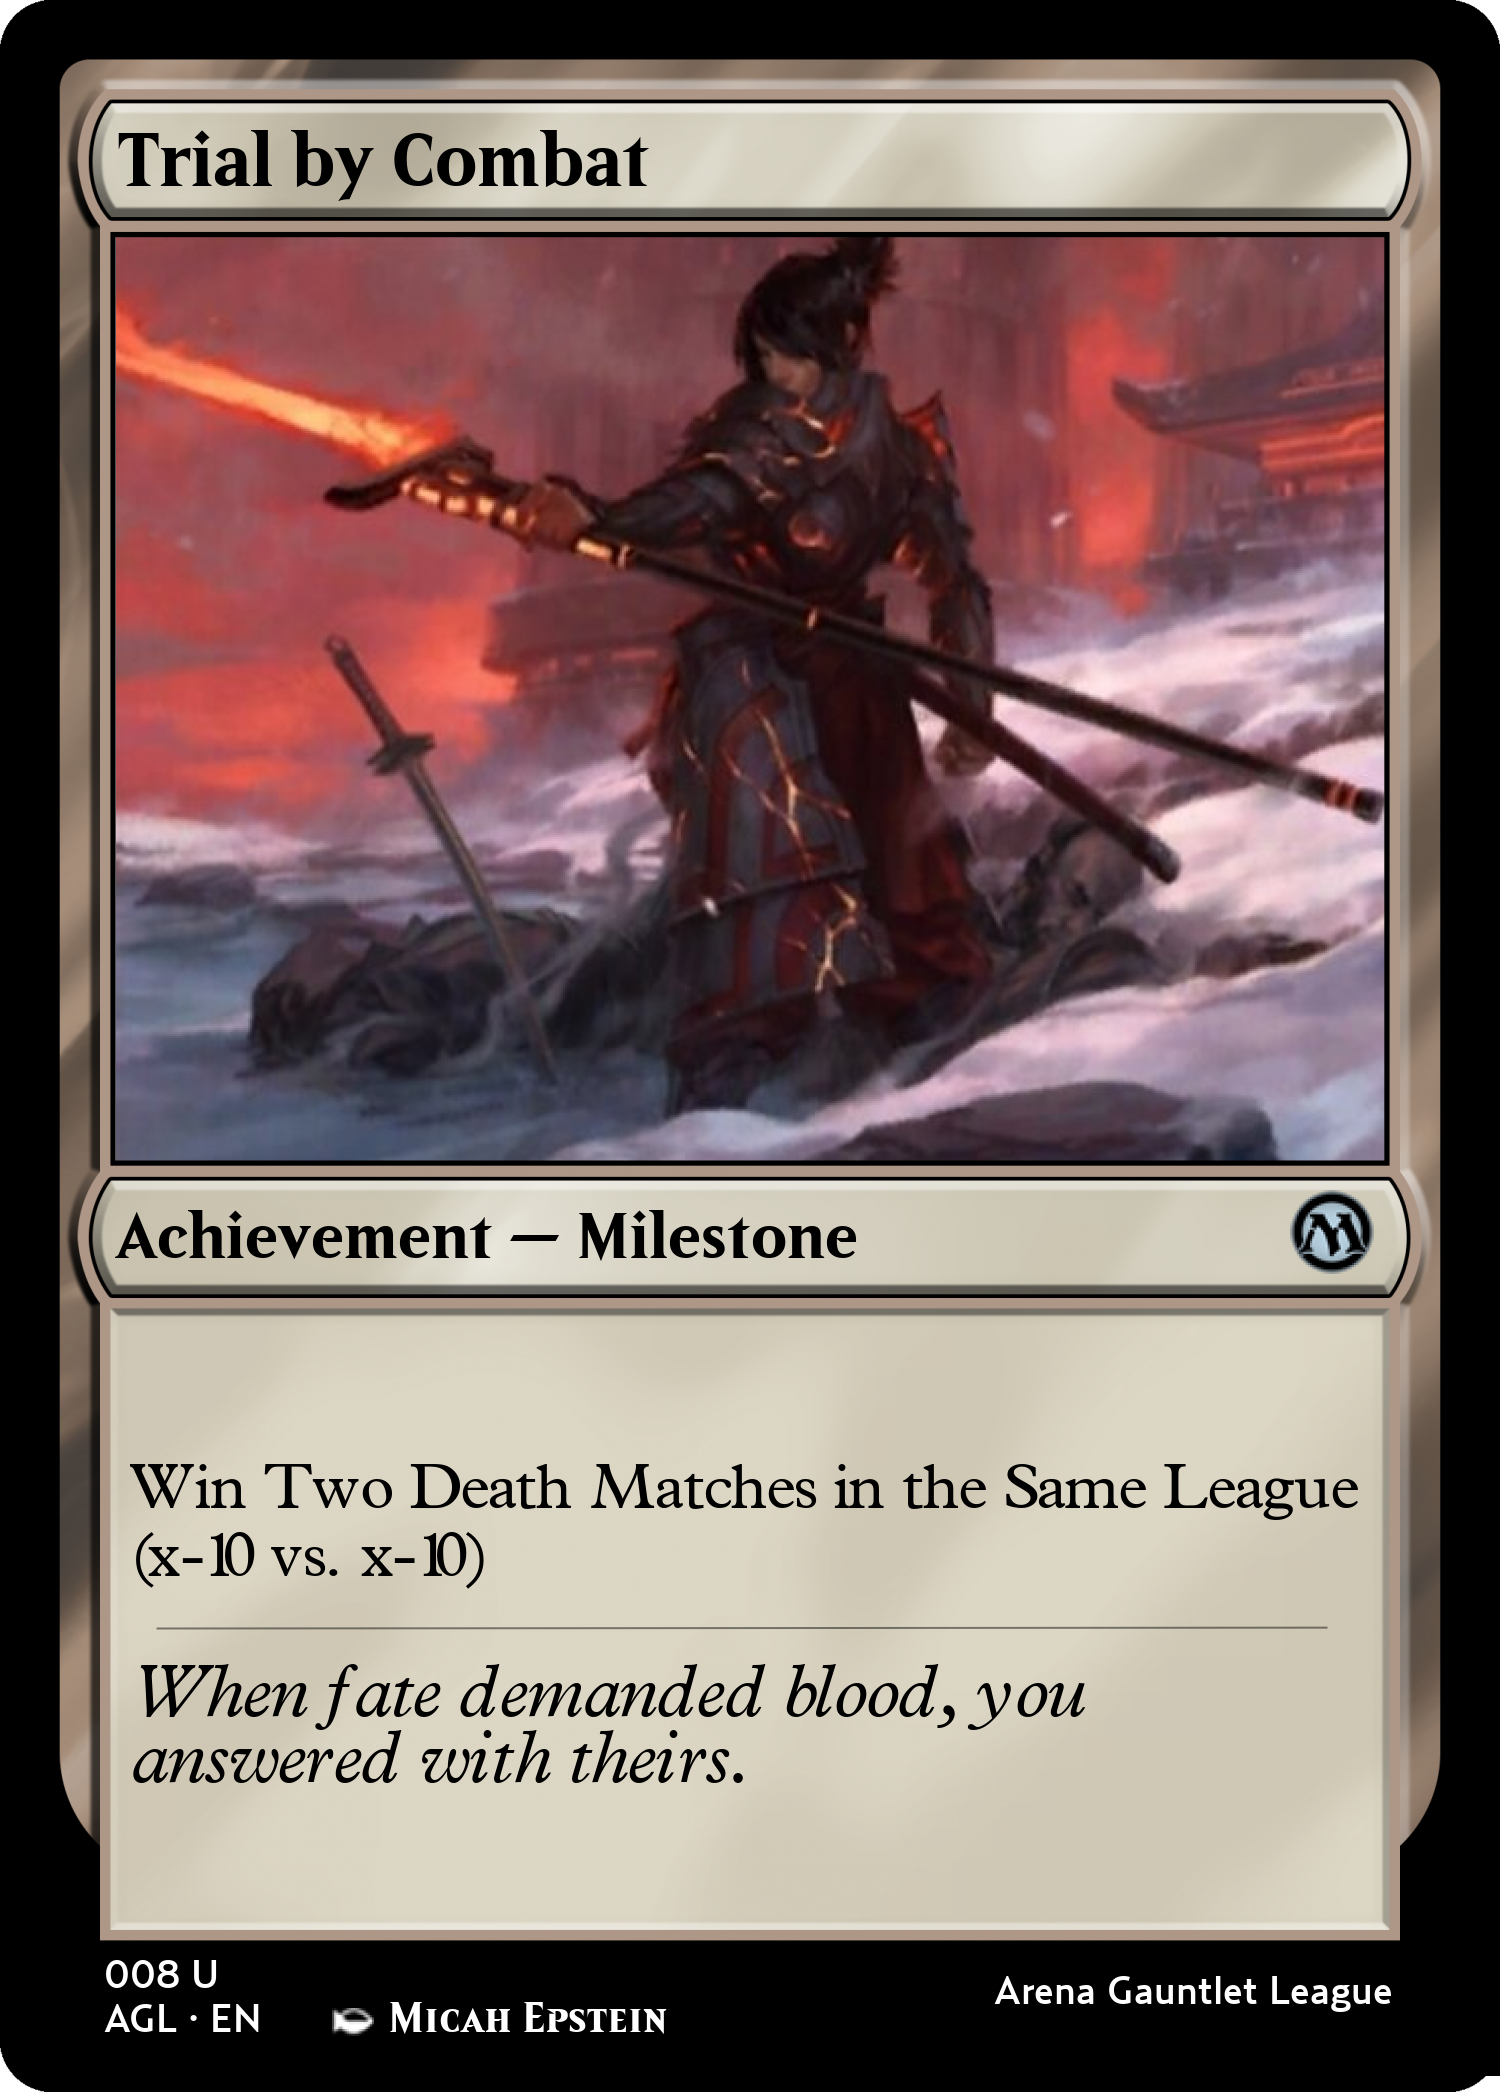 Trial by Combat
Achievement — Milestone
M
Win Two Death Matches in the Same League
(x-10 vs. x-10)
When fate demanded blood, you
answered with theirs.
008 U
AGL · EN
Micah Epstein
Arena Gauntlet League